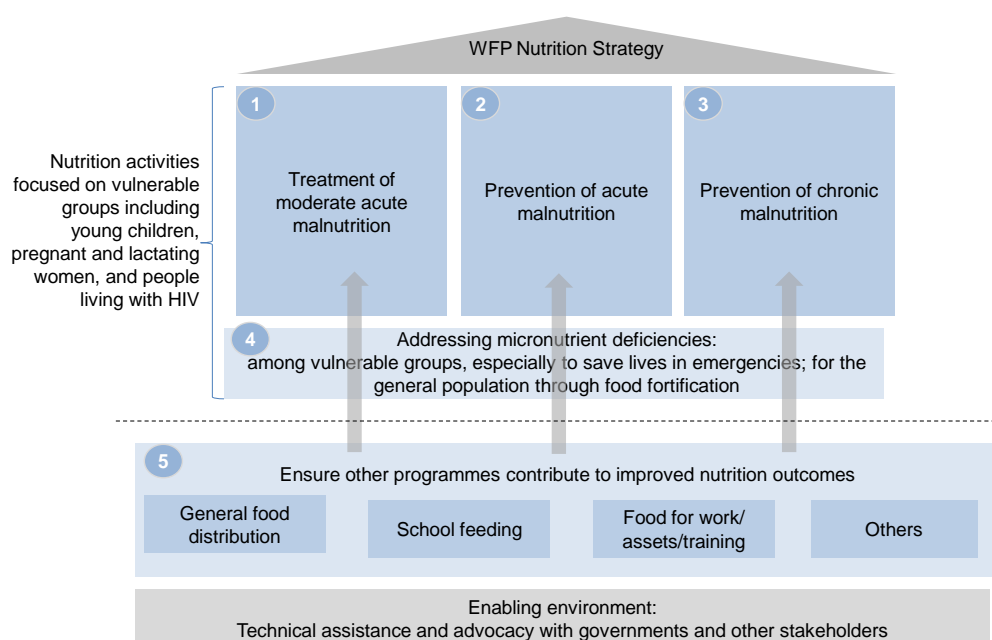 WFP Nutrition Strategy
1
2
3
Nutrition activities
focused on vulnerable
groups including
young children,
pregnant and lactating
women, and people
living with HIV
Treatment of
moderate acute
malnutrition
Prevention of acute
malnutrition
Prevention of chronic
malnutrition
4
Addressing micronutrient deficiencies:
among vulnerable groups, especially to save lives in emergencies; for the
general population through food fortification
5
Ensure other programmes contribute to improved nutrition outcomes
General food
distribution
School feeding
Food for work/
assets/training
Others
Enabling environment:
Technical assistance and advocacy with governments and other stakeholders